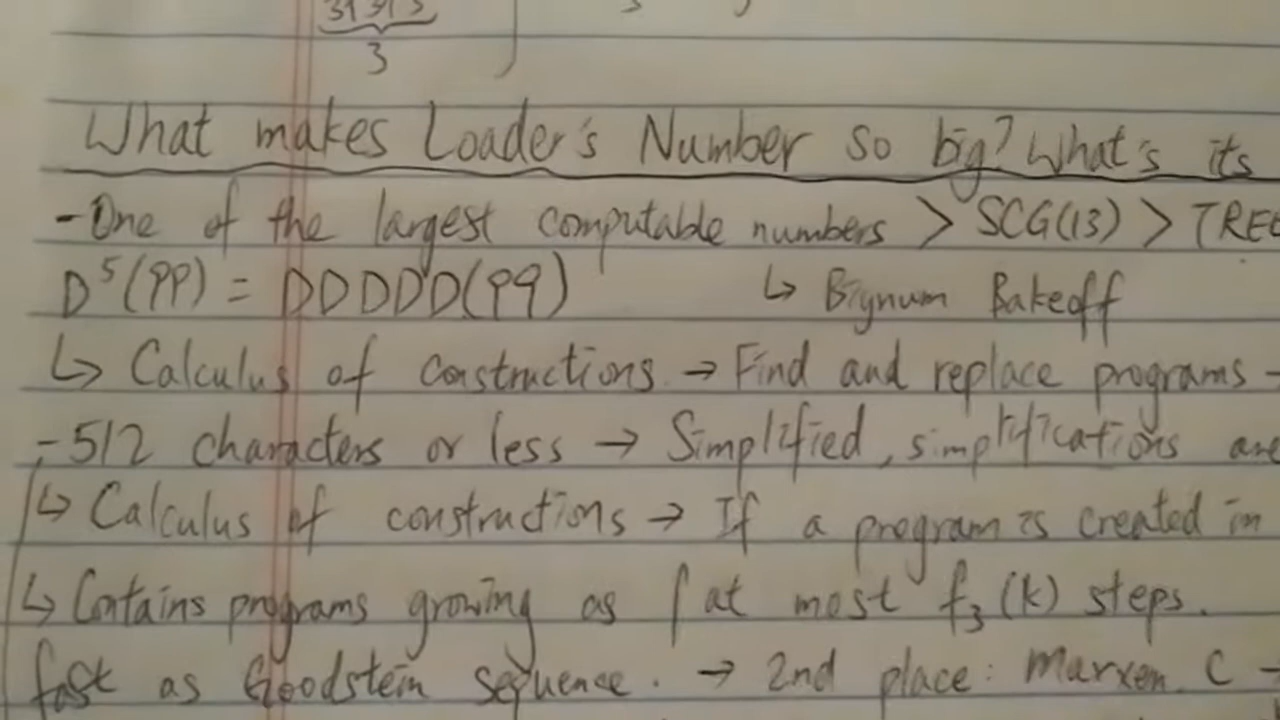 3
What makes Loader's Number so big? What's its
- One of the largest computable numbers > SCG(13) > TREE
D⁵(99) = DDDDD(99) ↳ Bignum Bakeoff
↳ Calculus of constructions → Find and replace programs -
- 512 characters or less → Simplified, simplifications are
↳ Calculus of constructions → If a program is created in
↳ Contains programs growing as at most f₃(k) steps.
fast as Goodstein sequence. → 2nd place: Marxen. C -